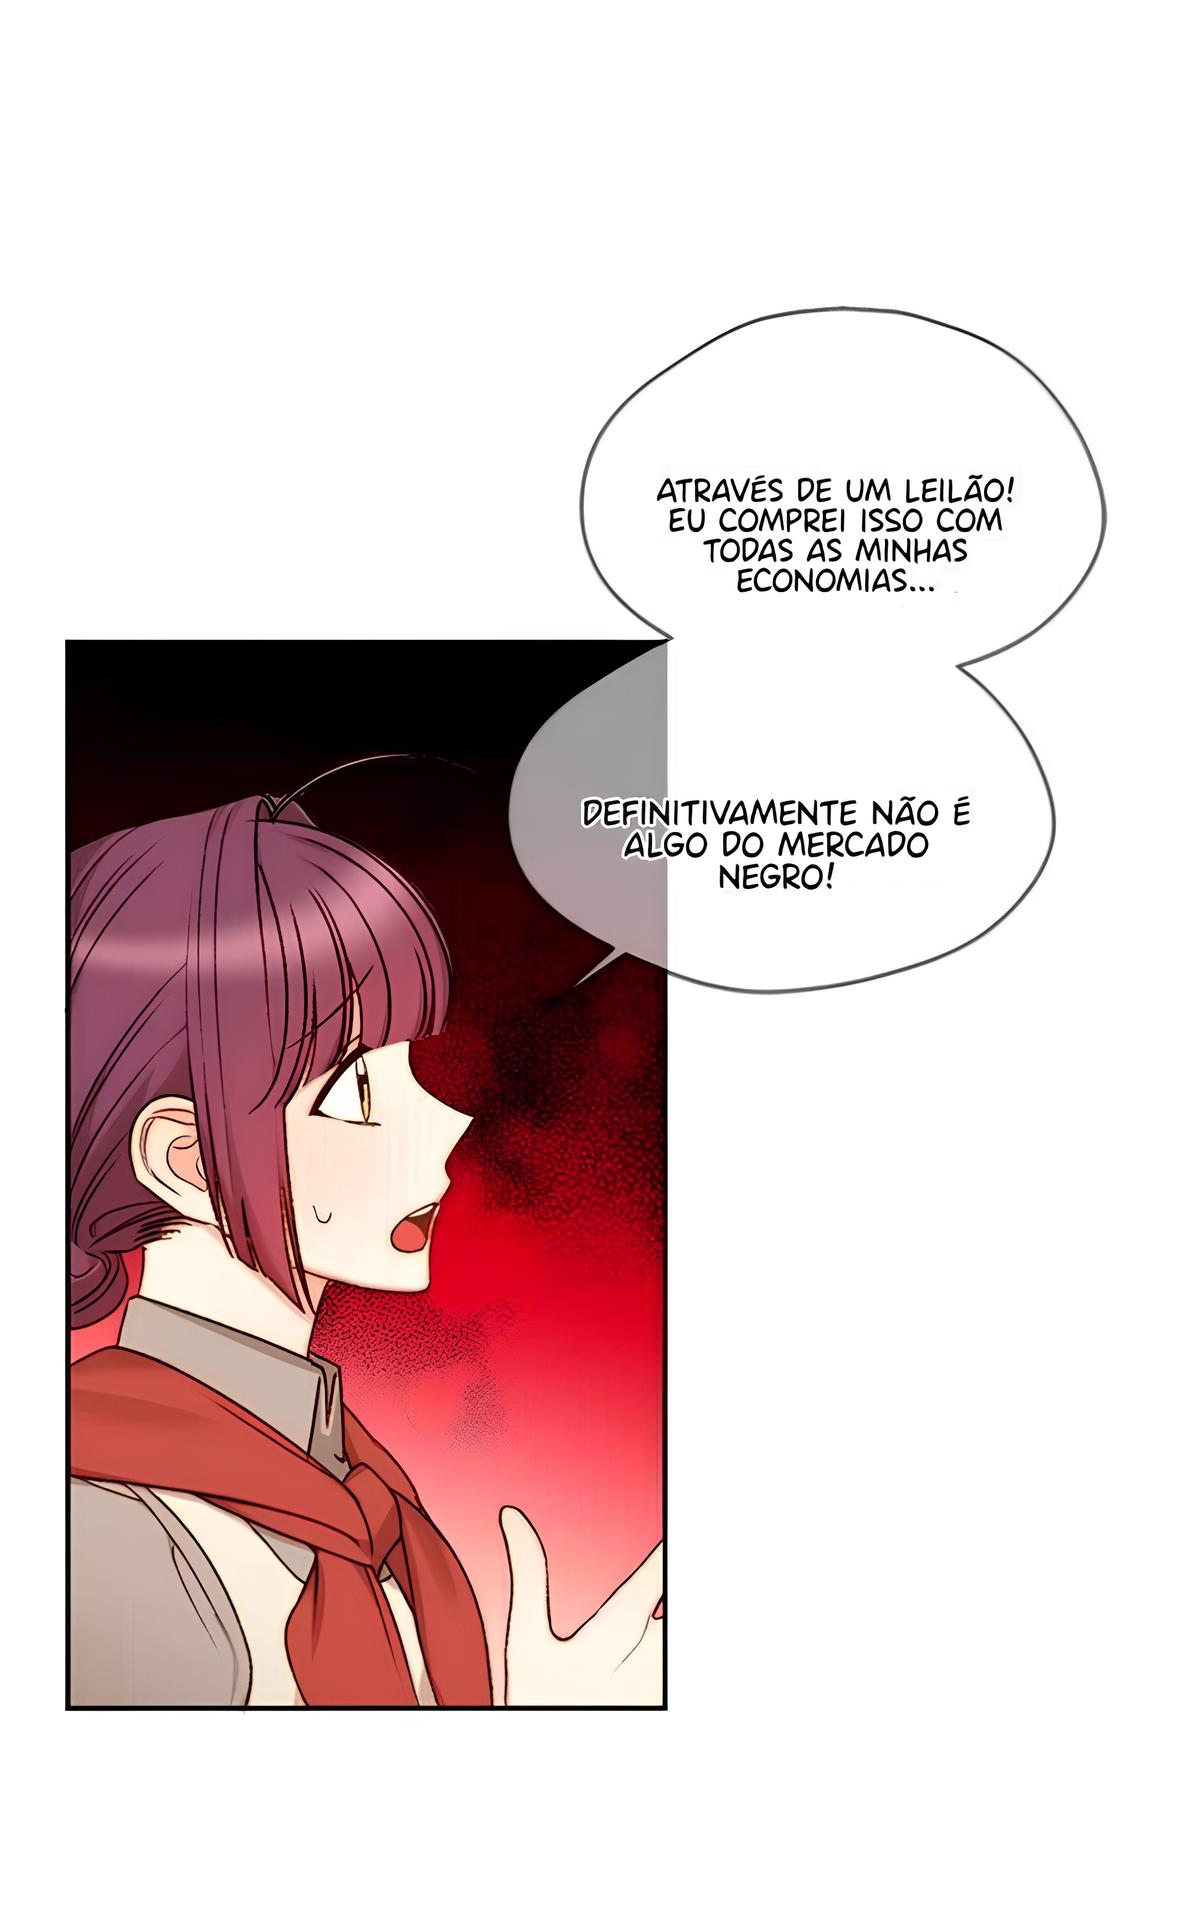 ATRAVÉS DE UM LEILÃO!
EU COMPREI ISSO COM
TODAS AS MINHAS
ECONOMIAS...
DEFINITIVAMENTE NÃO É
ALGO DO MERCADO
NEGRO!